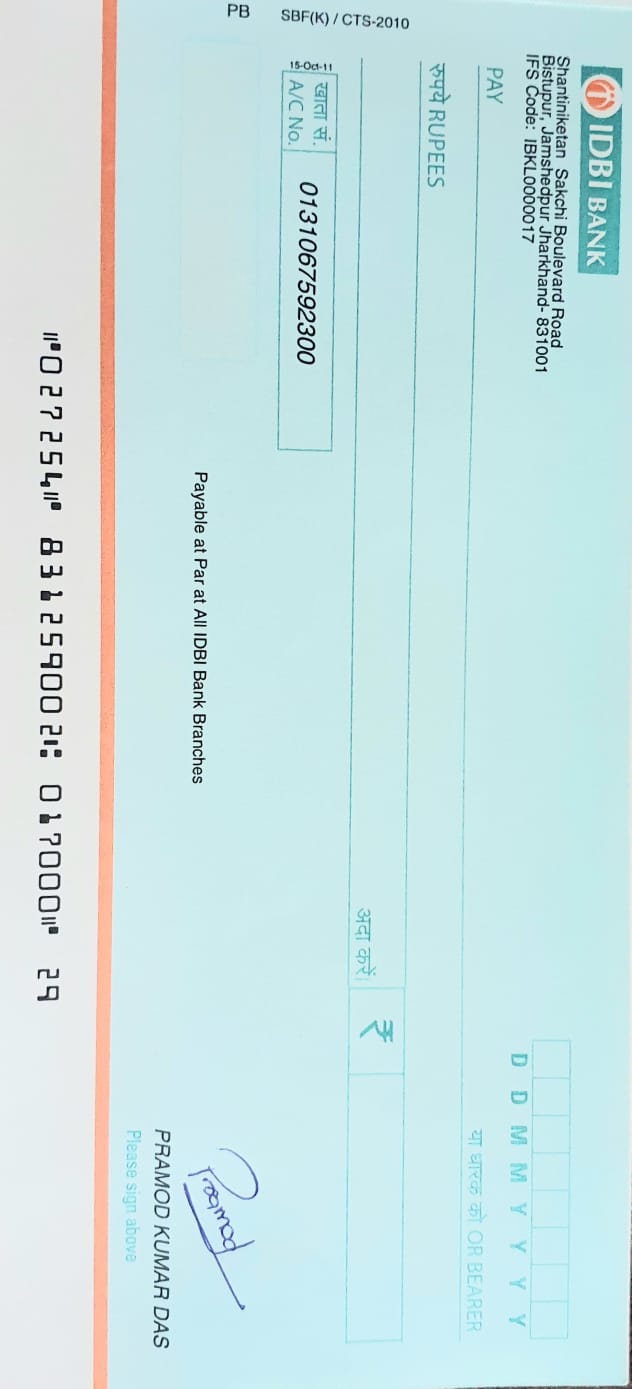 IDBI BANK
Shantiniketan Sakchi Boulevard Road
Bistupur, Jamshedpur Jharkhand- 831001
IFS Code: IBKL0000017
D D M M Y Y Y Y
PAY
या धारक को OR BEARER
रुपये RUPEES
अदा करें।
₹
15-Oct-11
खाता सं.
A/C No.
0131067592300
SBF(K) / CTS-2010
PB
Payable at Par at All IDBI Bank Branches
Pramod
PRAMOD KUMAR DAS
Please sign above
⑈027254⑈ 831259002⑆ 017000⑈ 29